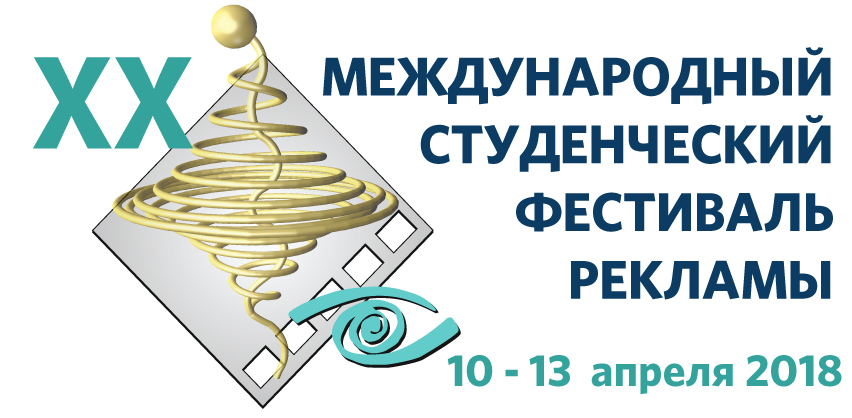 XX
МЕЖДУНАРОДНЫЙ
СТУДЕНЧЕСКИЙ
ФЕСТИВАЛЬ
РЕКЛАМЫ
10 - 13 апреля 2018